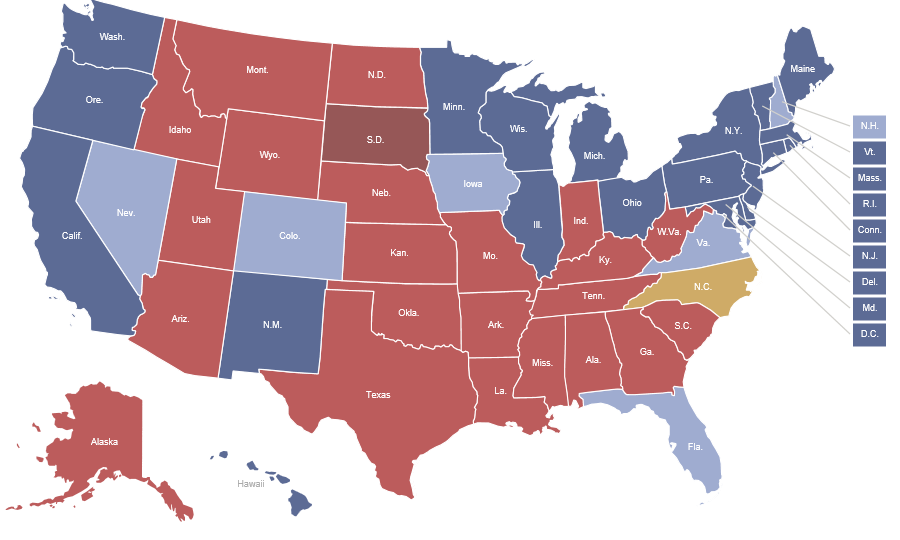 Wash.
Maine
Mont.
N.D.
Ore.
Minn.
N.H.
Idaho
Wis.
N.Y.
S.D.
Vt.
Wyo.
Mich.
Mass.
Pa.
Iowa
Neb.
Ohio
R.I.
Nev.
Utah
Ill.
Ind.
Conn.
Calif.
Colo.
W.Va.
Va.
Kan.
Mo.
Ky.
N.J.
Del.
N.C.
Tenn.
Md.
Ariz.
N.M.
Okla.
Ark.
S.C.
D.C.
Ga.
Miss.
Ala.
Texas
La.
Alaska
Fla.
Hawaii